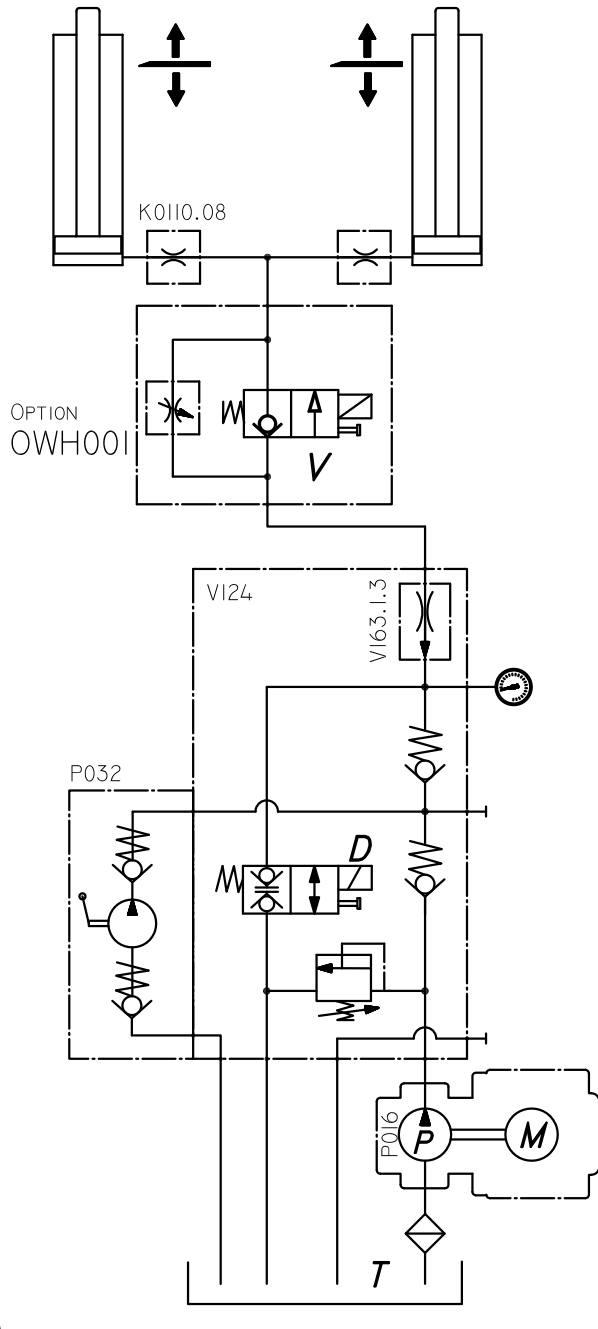 K0110.08
OPTION
OWH001
V
V124
V163.1.3
P032
D
P016
P
M
T